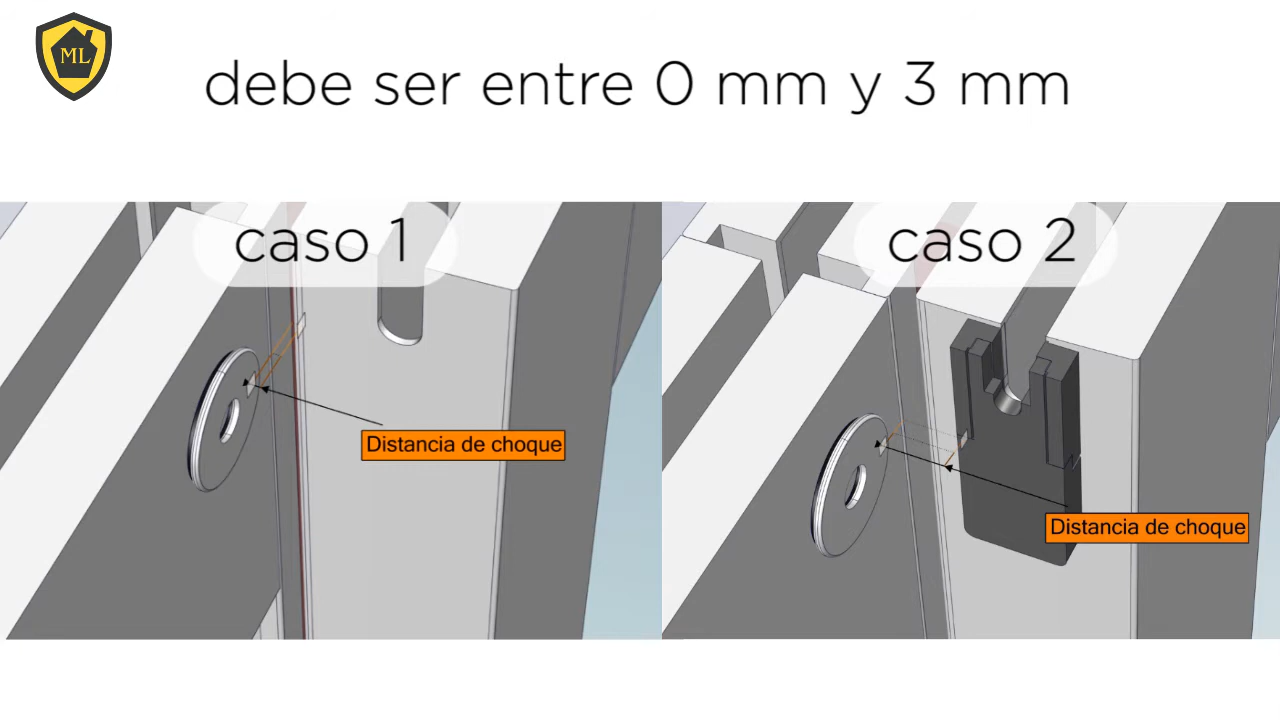 ML
debe ser entre 0 mm y 3 mm
caso 1
caso 2
Distancia de choque
Distancia de choque